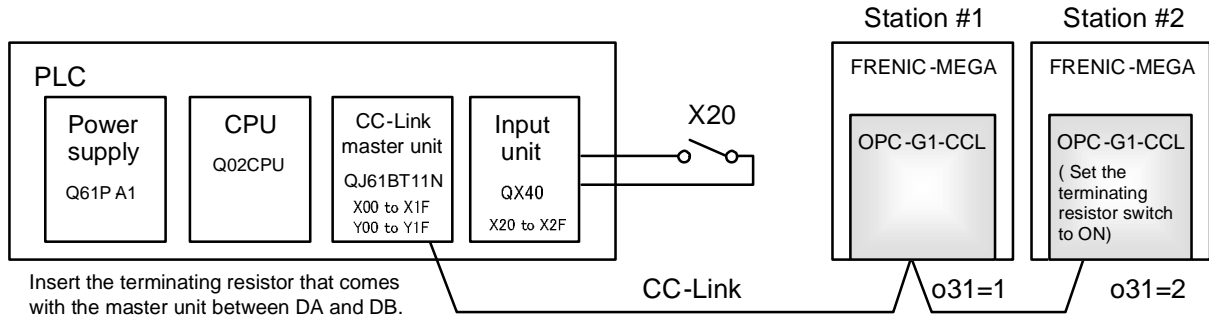 Station #1
Station #2
PLC
FRENIC-MEGA
FRENIC-MEGA
Power
supply
Q61P A1
CPU
Q02CPU
CC-Link
master unit
QJ61BT11N
X00 to X1F
Y00 to Y1F
Input
unit
QX40
X20 to X2F
X20
OPC-G1-CCL
OPC-G1-CCL
( Set the
terminating
resistor switch
to ON)
Insert the terminating resistor that comes
with the master unit between DA and DB.
CC-Link
o31=1
o31=2